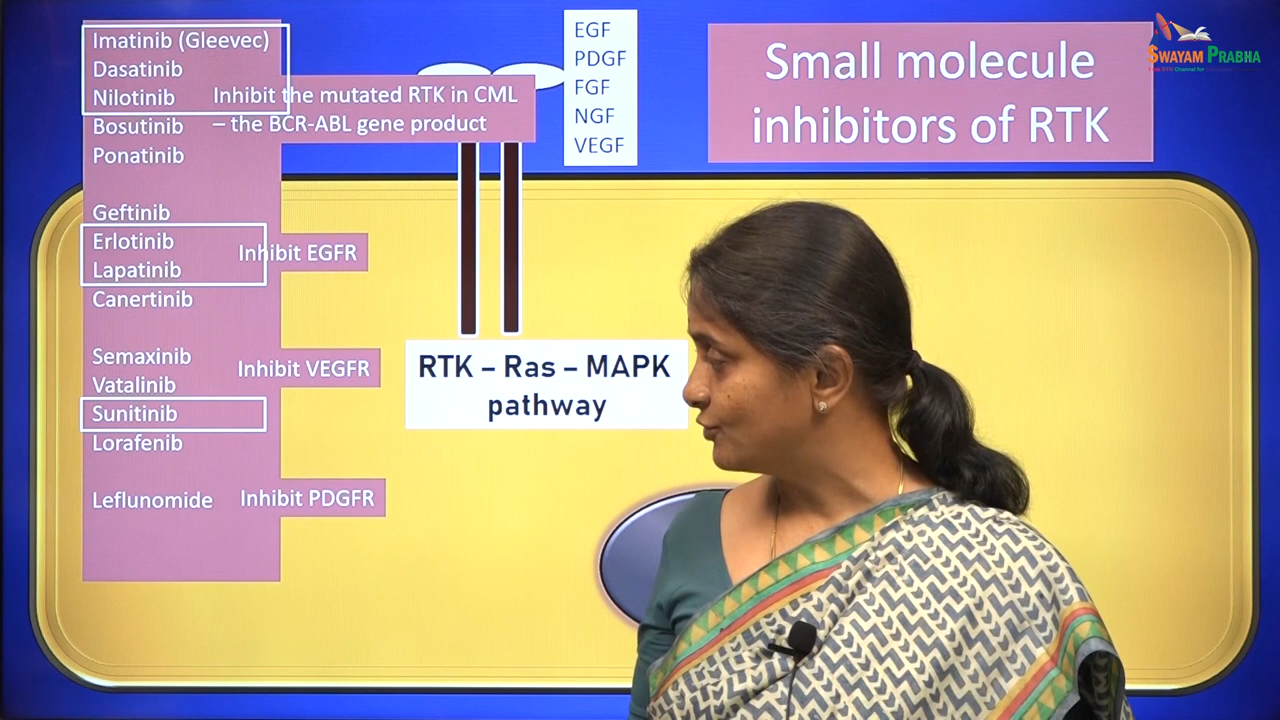 Imatinib (Gleevec)
Dasatinib
Nilotinib
Bosutinib
Ponatinib
Inhibit the mutated RTK in CML
– the BCR-ABL gene product
Geftinib
Erlotinib
Lapatinib
Canertinib
Inhibit EGFR
Semaxinib
Vatalinib
Sunitinib
Lorafenib
Inhibit VEGFR
Leflunomide
Inhibit PDGFR
EGF
PDGF
FGF
NGF
VEGF
RTK – Ras – MAPK
pathway
Small molecule
inhibitors of RTK
SWAYAM PRABHA